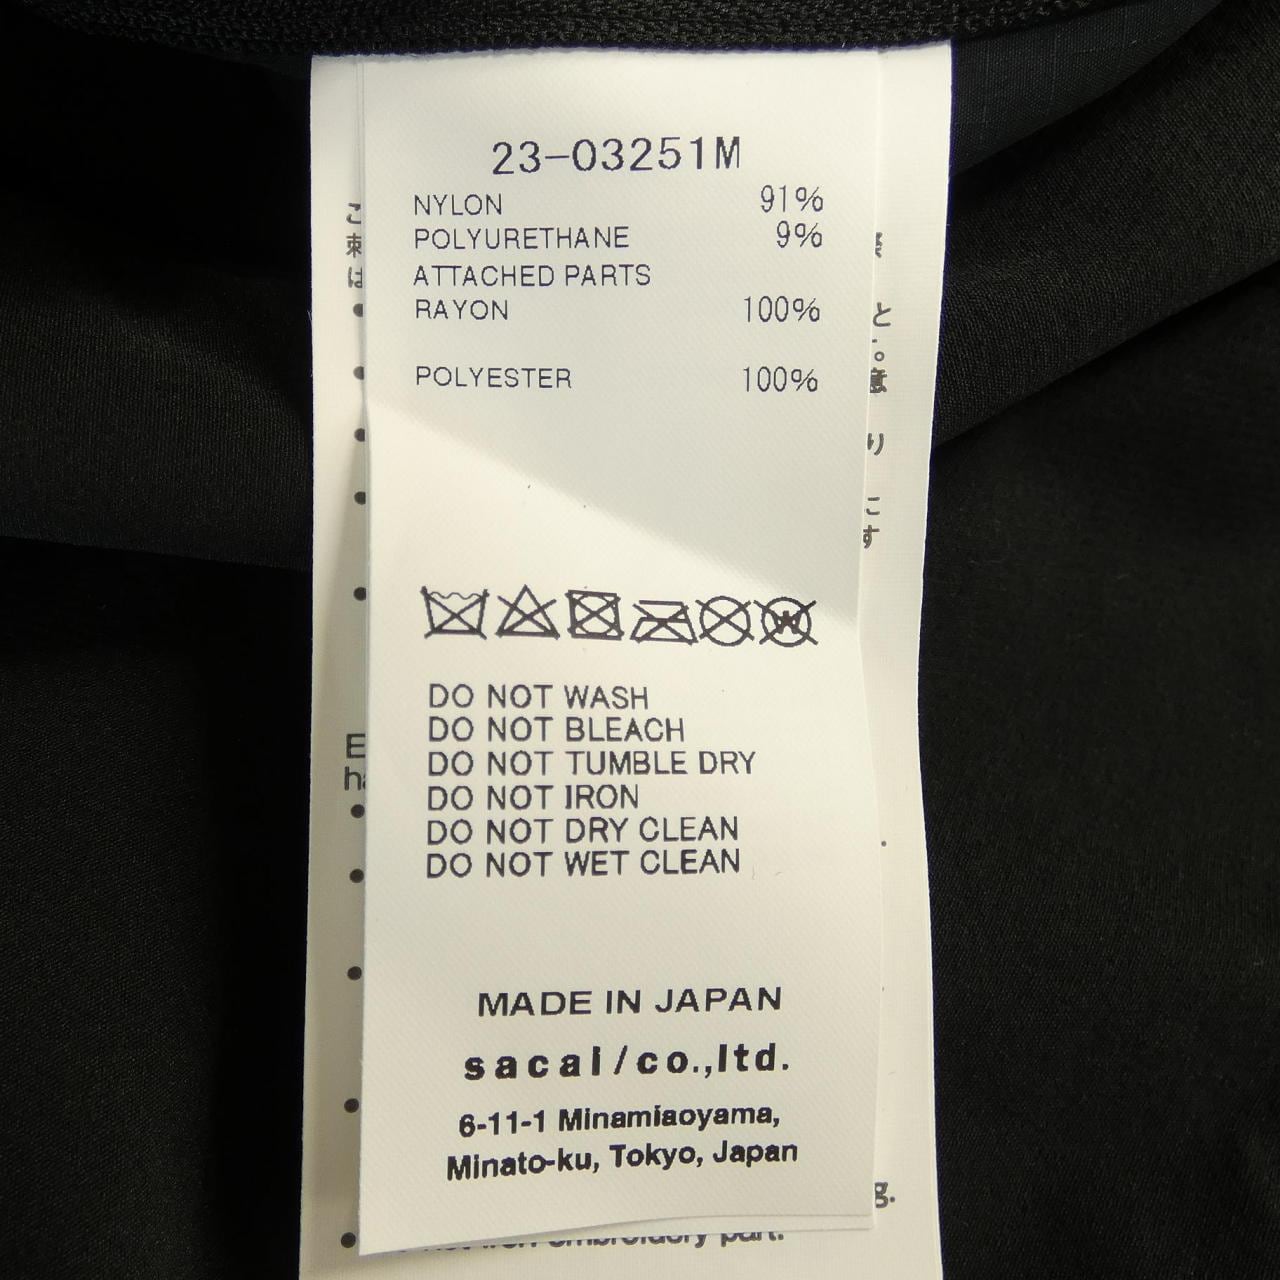 23-03251M
NYLON 91%
POLYURETHANE 9%
ATTACHED PARTS
RAYON 100%
POLYESTER 100%
W
DO NOT WASH
DO NOT BLEACH
DO NOT TUMBLE DRY
DO NOT IRON
DO NOT DRY CLEAN
DO NOT WET CLEAN
MADE IN JAPAN
sacai/co.,ltd.
6-11-1 Minamiaoyama,
Minato-ku, Tokyo, Japan
embroidery part.